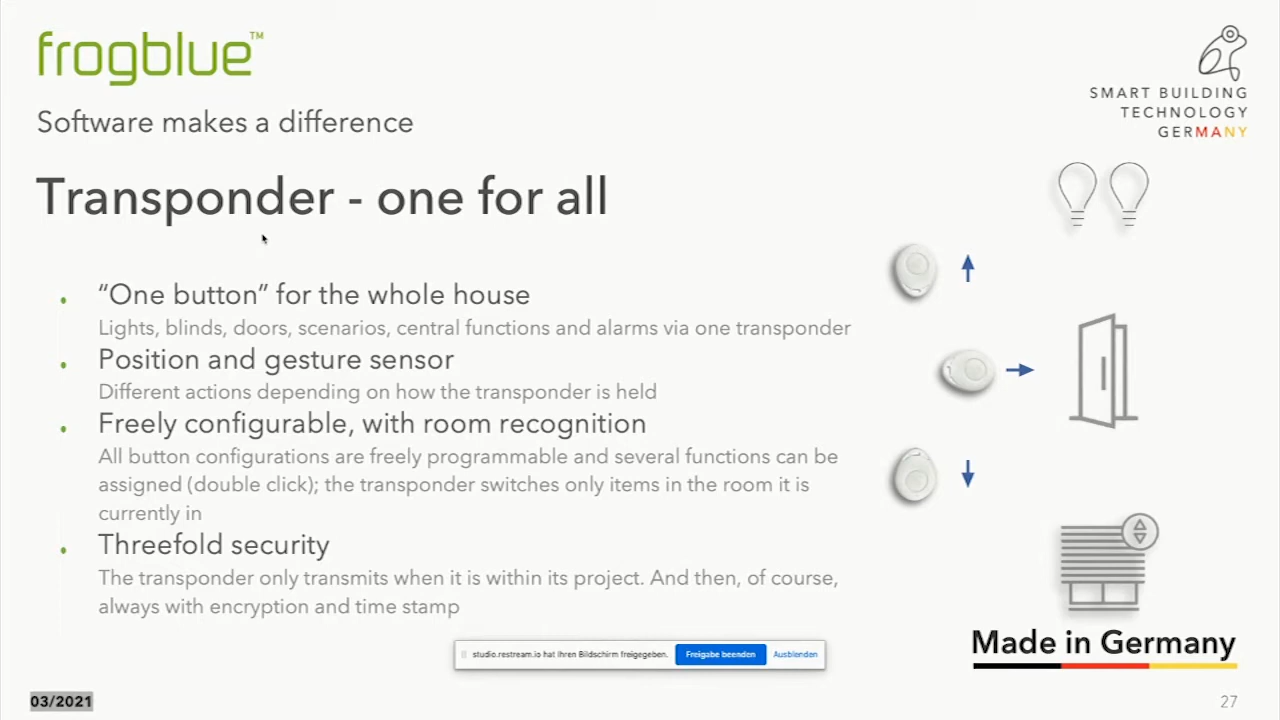 frogblue™
SMART BUILDING
TECHNOLOGY
GERMANY
Software makes a difference
Transponder - one for all
“One button” for the whole house
Lights, blinds, doors, scenarios, central functions and alarms via one transponder
Position and gesture sensor
Different actions depending on how the transponder is held
Freely configurable, with room recognition
All button configurations are freely programmable and several functions can be
assigned (double click); the transponder switches only items in the room it is
currently in
Threefold security
The transponder only transmits when it is within its project. And then, of course,
always with encryption and time stamp
Made in Germany
studio.restream.io hat Ihren Bildschirm freigegeben. Freigabe beenden Ausblenden
03/2021
27